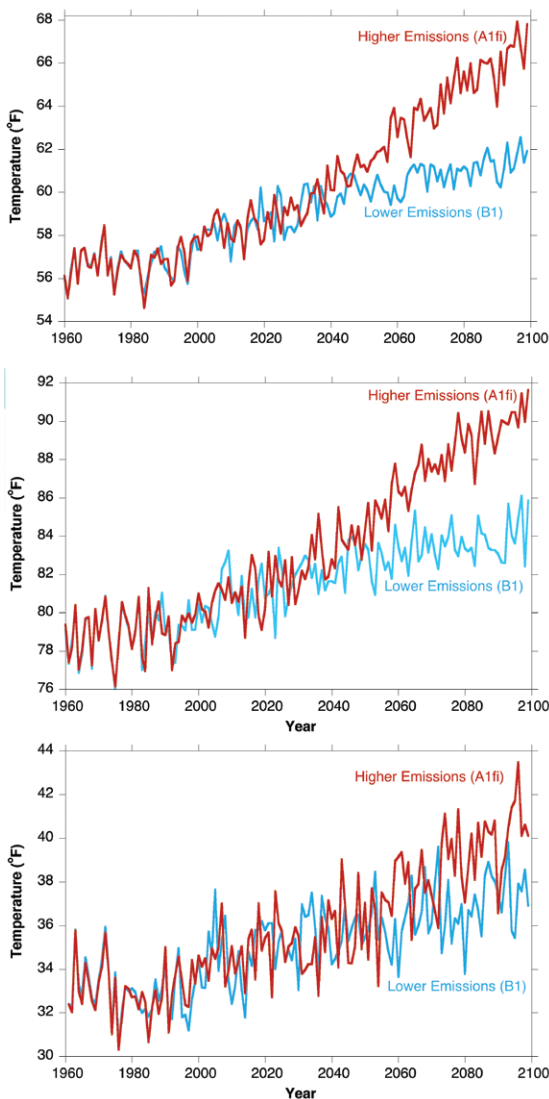 68
66
64
62
60
58
56
54
Temperature (°F)
Higher Emissions (A1fi)
Lower Emissions (B1)
1960 1980 2000 2020 2040 2060 2080 2100
92
90
88
86
84
82
80
78
76
Temperature (°F)
Higher Emissions (A1fi)
Lower Emissions (B1)
1960 1980 2000 2020 2040 2060 2080 2100
Year
44
42
40
38
36
34
32
30
Temperature (°F)
Higher Emissions (A1fi)
Lower Emissions (B1)
1960 1980 2000 2020 2040 2060 2080 2100
Year